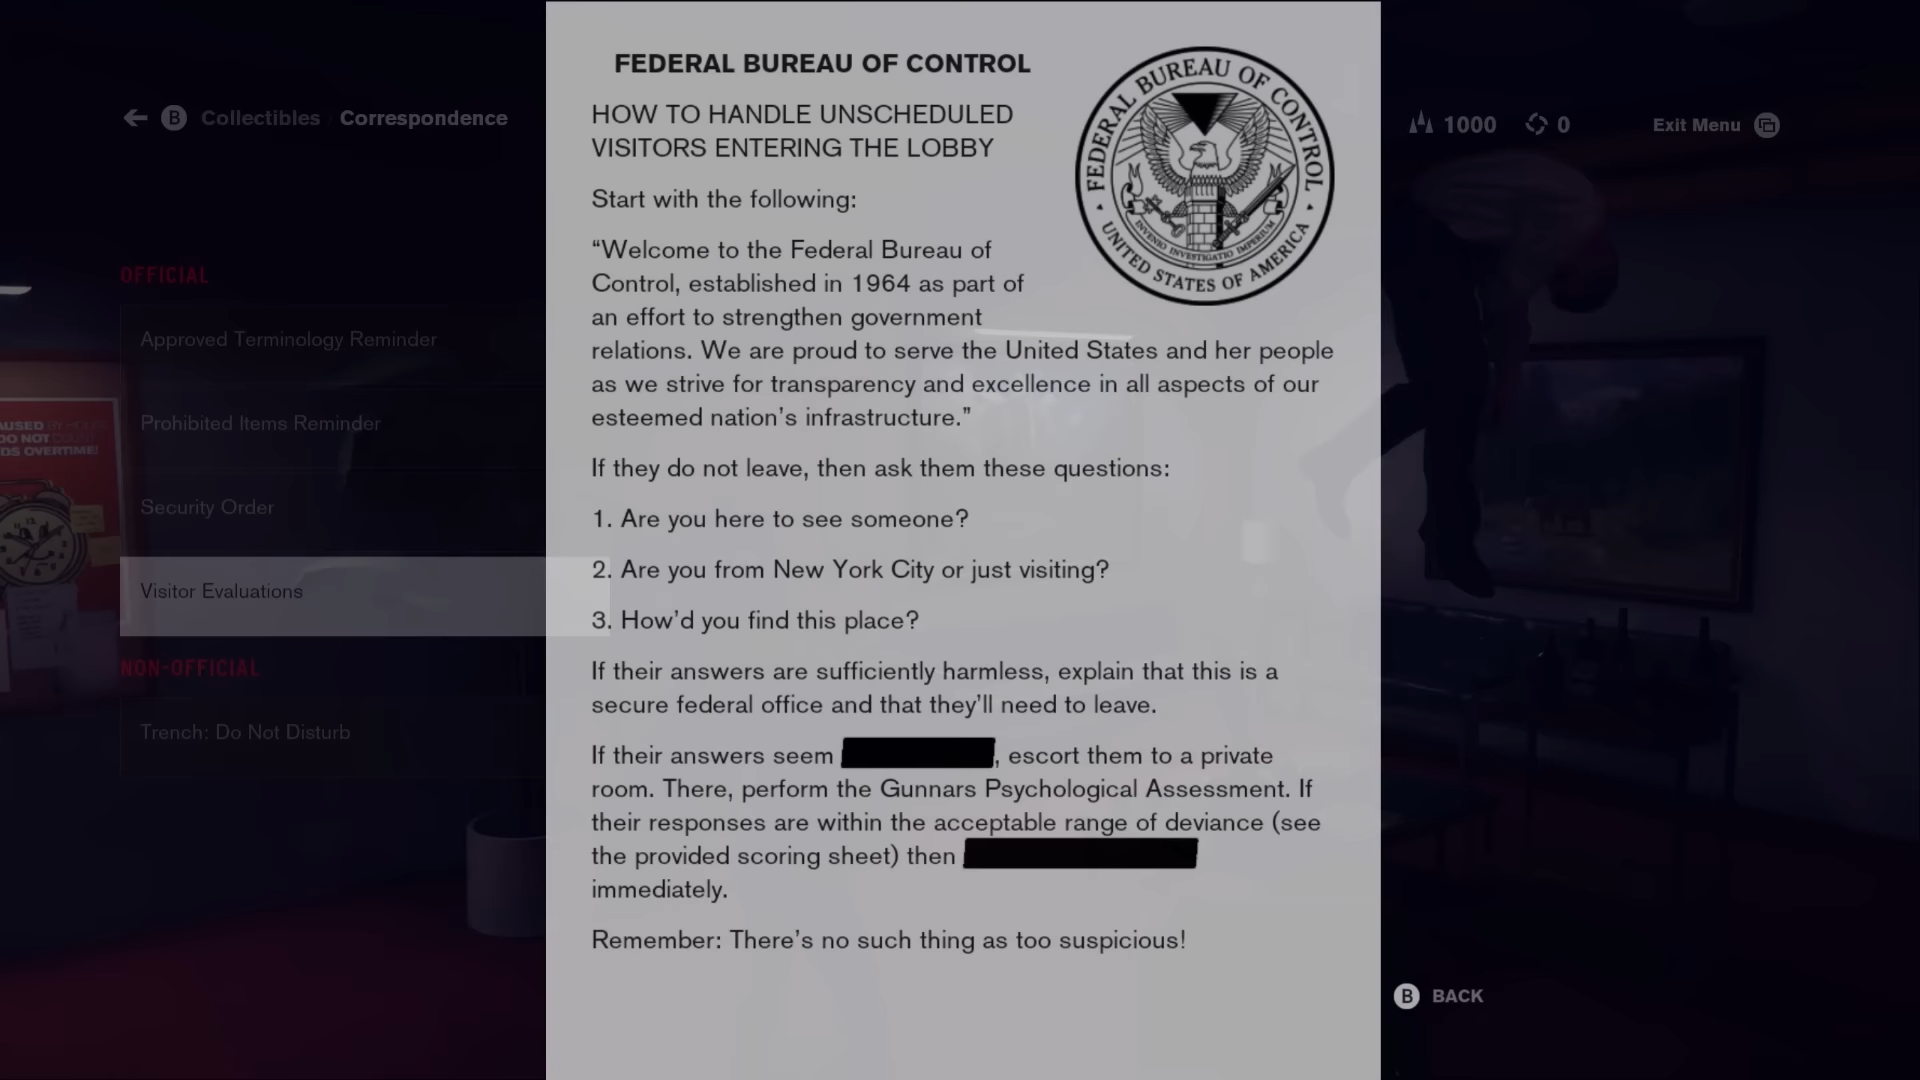 FEDERAL BUREAU OF CONTROL
HOW TO HANDLE UNSCHEDULED
VISITORS ENTERING THE LOBBY
Start with the following:
“Welcome to the Federal Bureau of
Control, established in 1964 as part of
an effort to strengthen government
relations. We are proud to serve the United States and her people
as we strive for transparency and excellence in all aspects of our
esteemed nation’s infrastructure.”
If they do not leave, then ask them these questions:
1. Are you here to see someone?
2. Are you from New York City or just visiting?
3. How’d you find this place?
If their answers are sufficiently harmless, explain that this is a
secure federal office and that they’ll need to leave.
If their answers seem , escort them to a private
room. There, perform the Gunnars Psychological Assessment. If
their responses are within the acceptable range of deviance (see
the provided scoring sheet) then
immediately.
Remember: There’s no such thing as too suspicious!
FEDERAL BUREAU OF CONTROL
UNITED STATES OF AMERICA
INVENIO INVESTIGATIO IMPERIUM
B Collectibles / Correspondence
1000
0
Exit Menu
OFFICIAL
Approved Terminology Reminder
Prohibited Items Reminder
Security Order
Visitor Evaluations
NON-OFFICIAL
Trench: Do Not Disturb
AUSED BY
DO NOT
DS OVERTIME!
B BACK